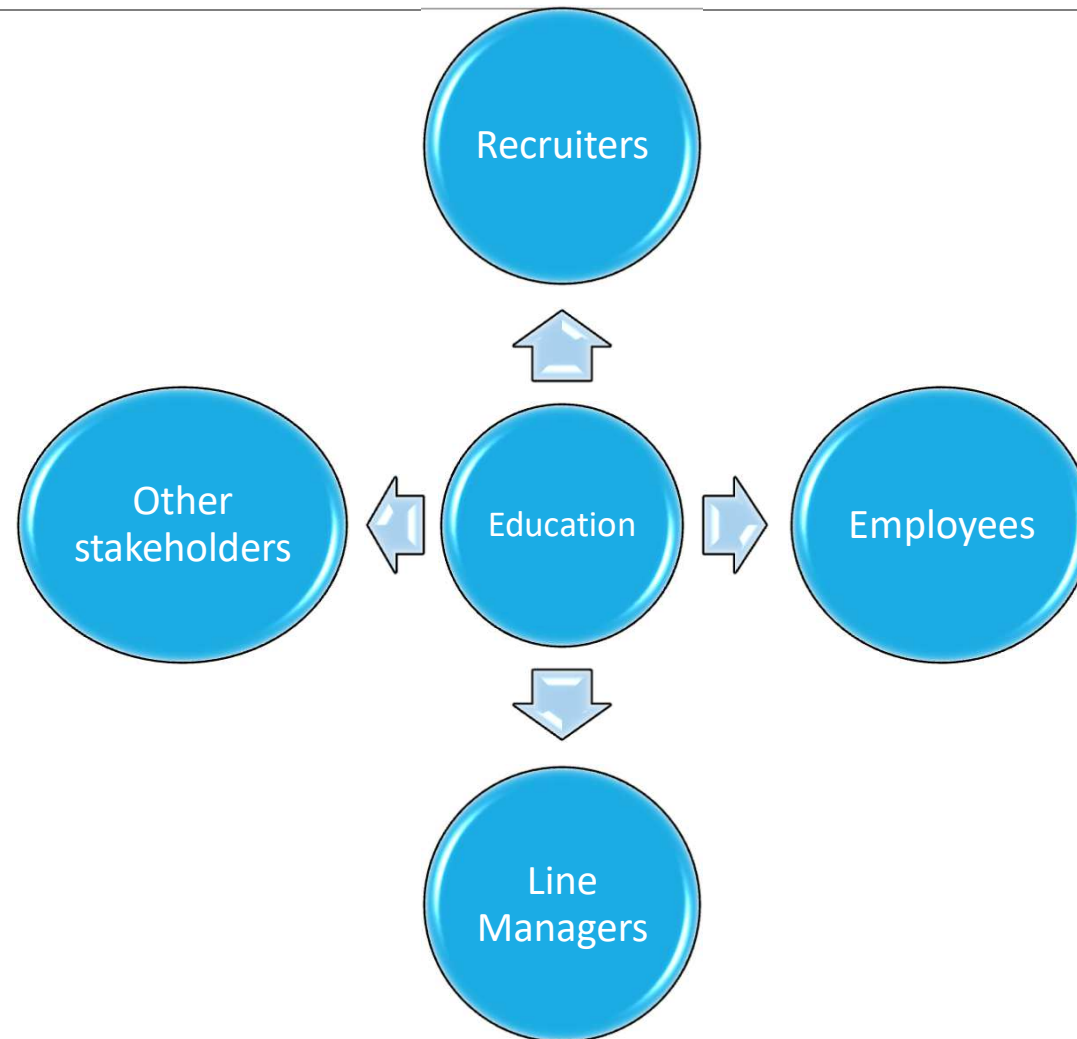 Recruiters
Other
stakeholders
Education
Employees
Line
Managers